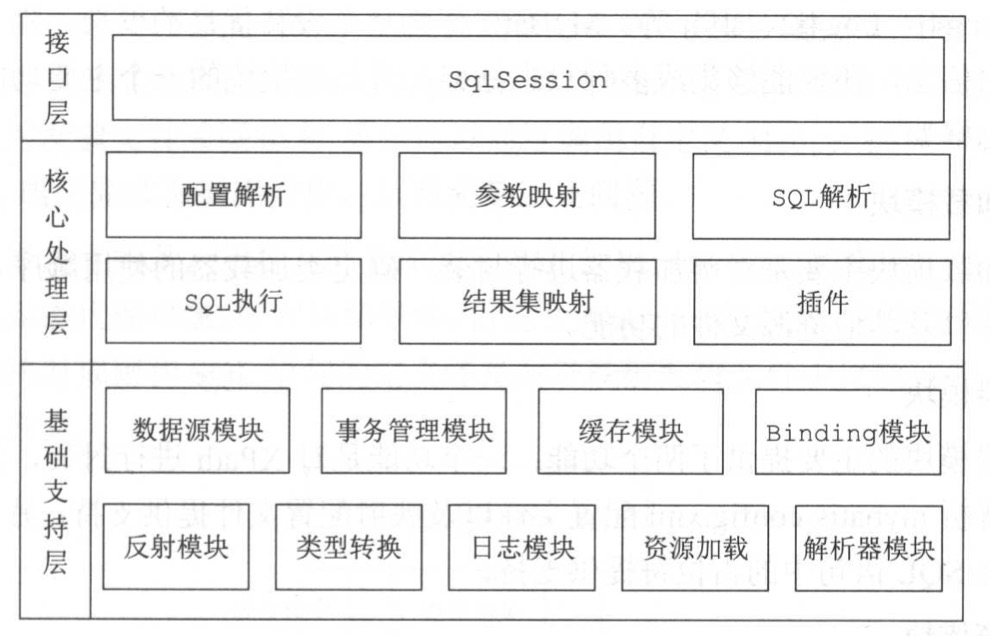 接口层
SqlSession
核心处理层
配置解析 参数映射 SQL解析
SQL执行 结果集映射 插件
基础支持层
数据源模块 事务管理模块 缓存模块 Binding模块
反射模块 类型转换 日志模块 资源加载 解析器模块